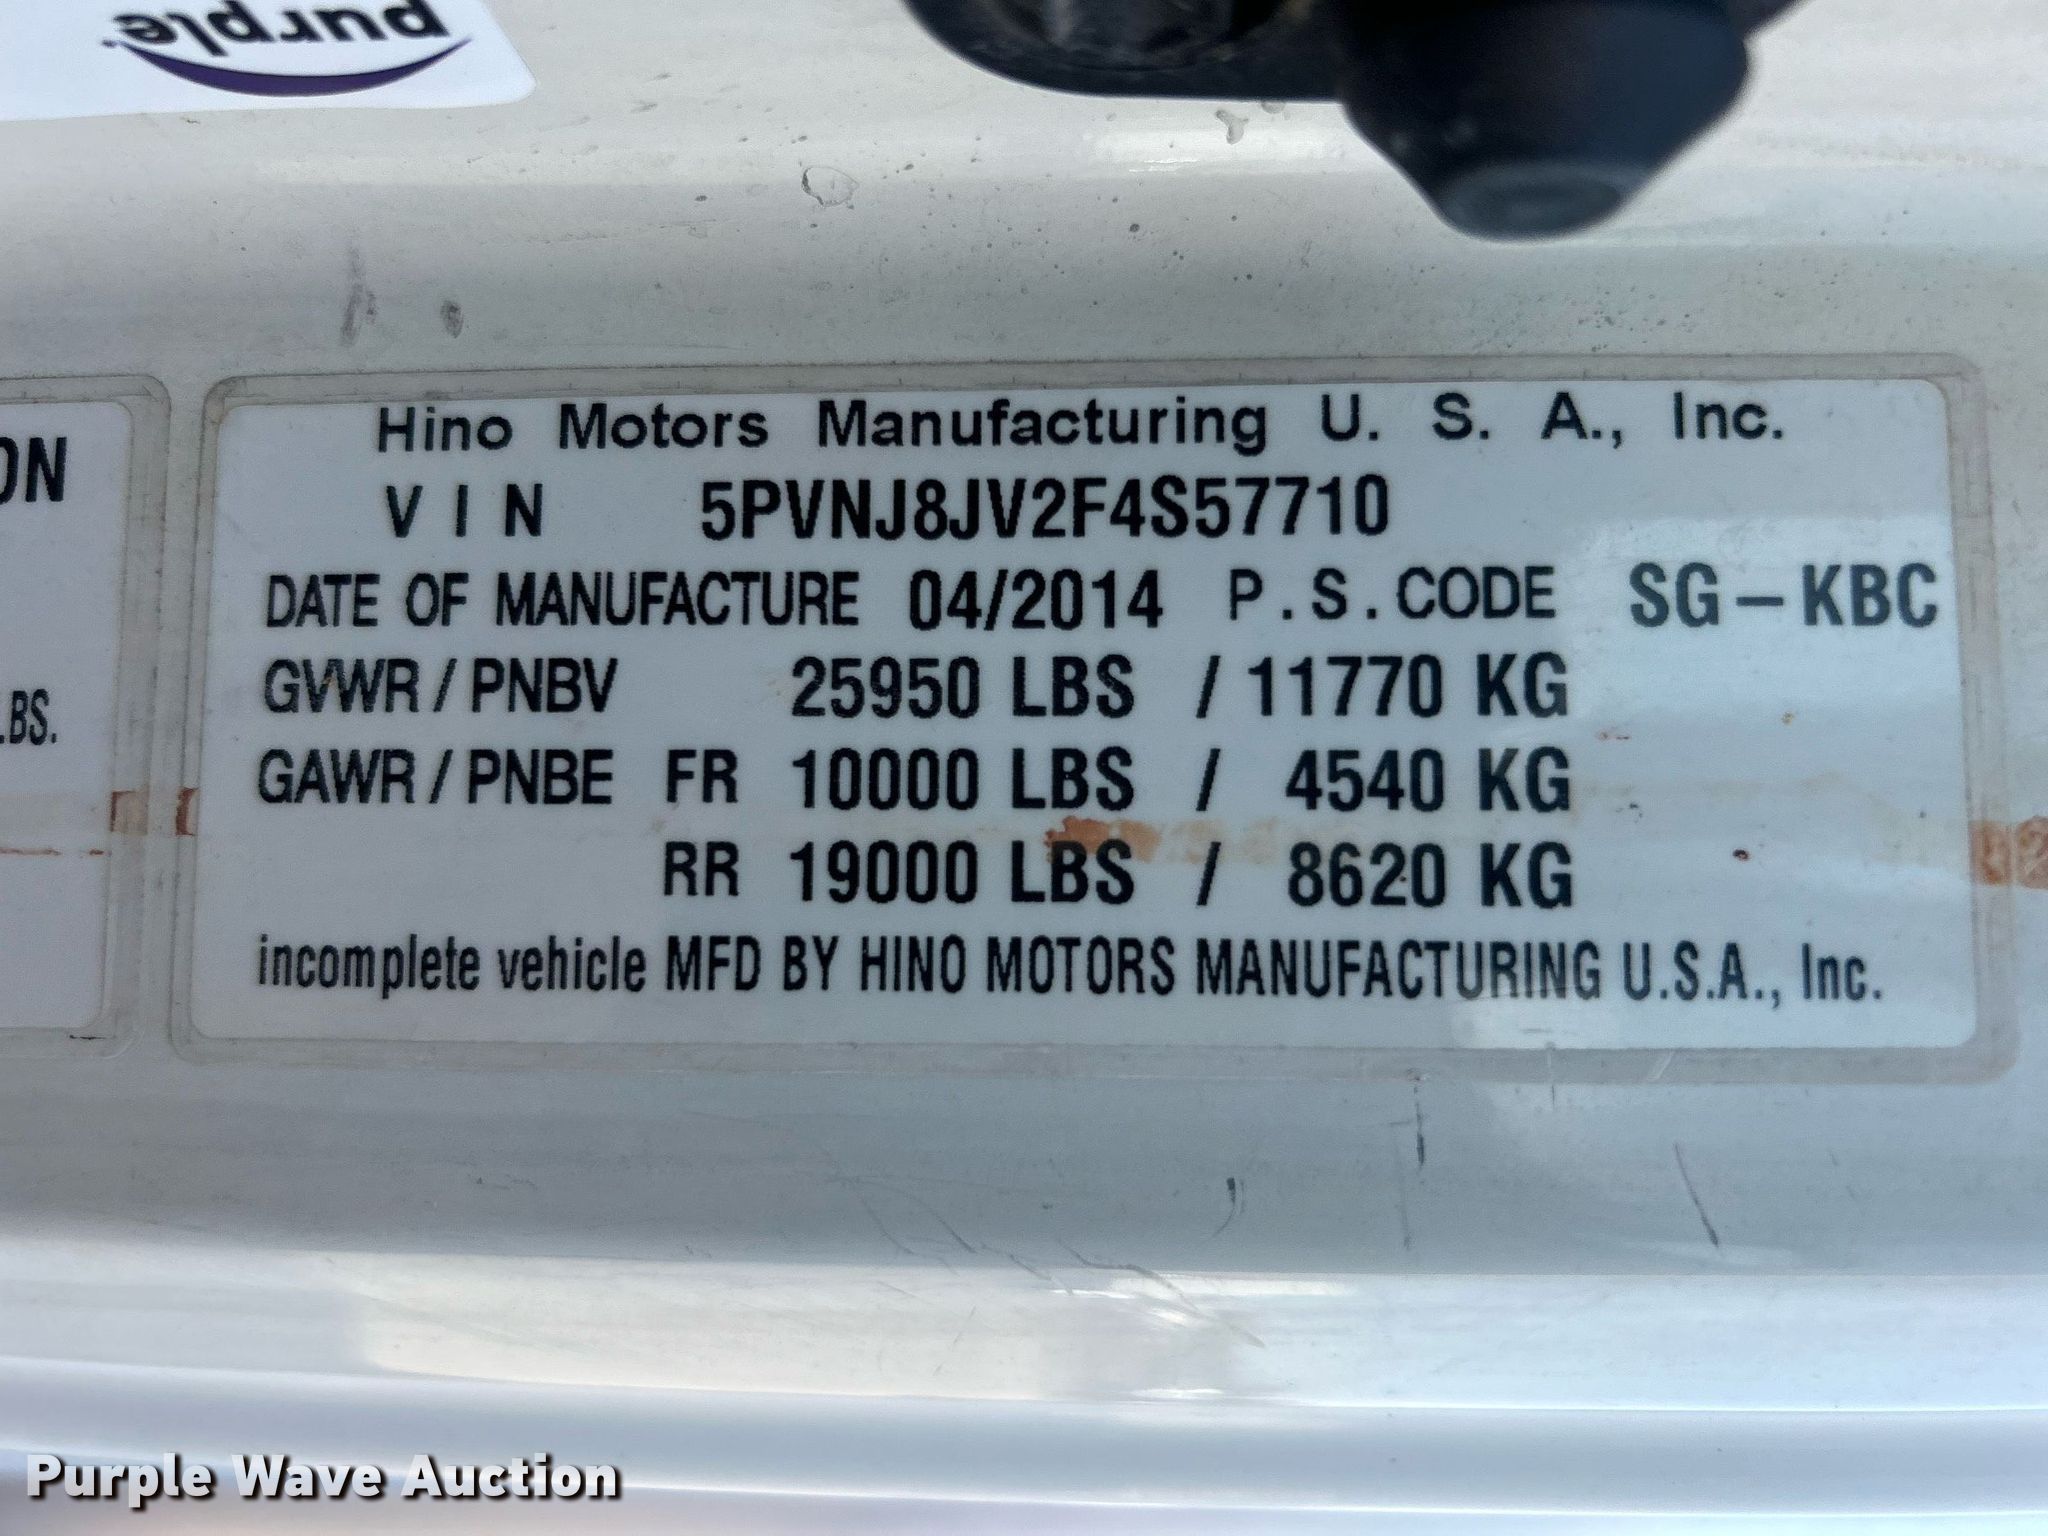 purple
ON
LBS.
Hino Motors Manufacturing U. S. A., Inc.
VIN 5PVNJ8JV2F4S57710
DATE OF MANUFACTURE 04/2014 P.S.CODE SG-KBC
GVWR/PNBV 25950 LBS / 11770 KG
GAWR/PNBE FR 10000 LBS / 4540 KG
RR 19000 LBS / 8620 KG
incomplete vehicle MFD BY HINO MOTORS MANUFACTURING U.S.A., Inc.
Purple Wave Auction